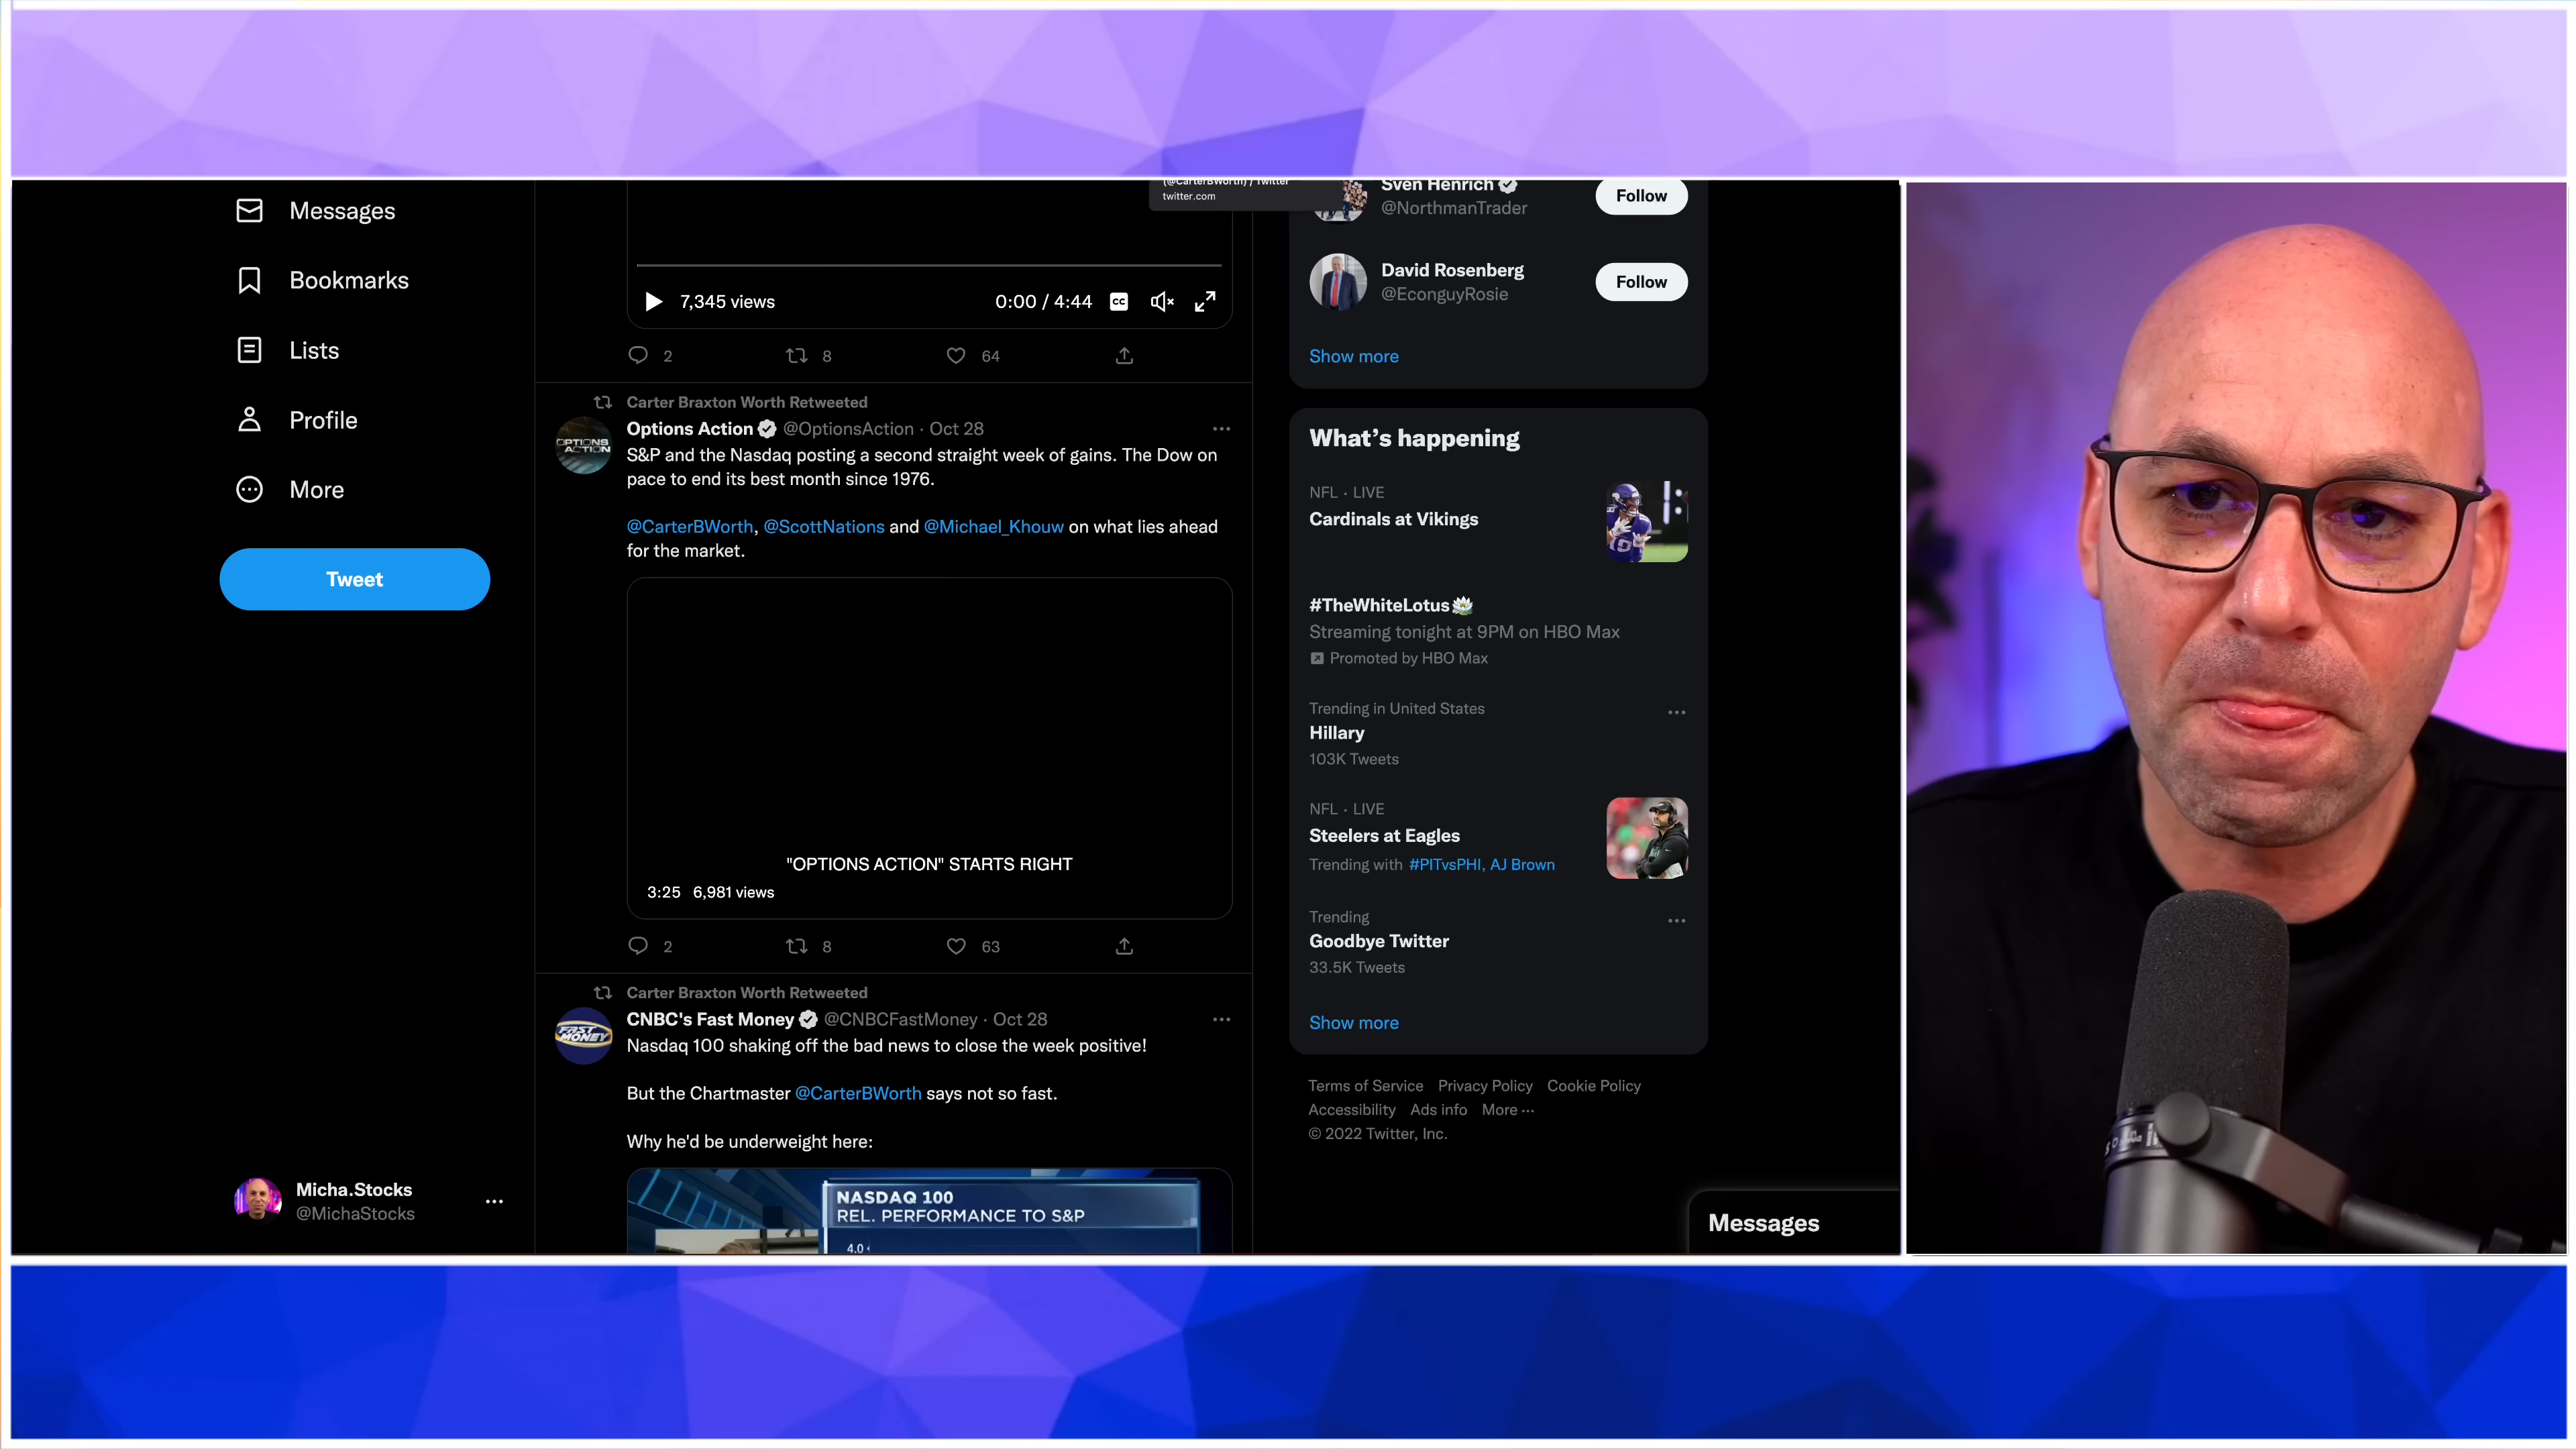 Messages
Bookmarks
Lists
Profile
More
Tweet
Micha.Stocks
@MichaStocks
7,345 views
0:00 / 4:44
CC
2
8
64
Carter Braxton Worth Retweeted
OPTIONS
ACTION
Options Action @OptionsAction · Oct 28
S&P and the Nasdaq posting a second straight week of gains. The Dow on
pace to end its best month since 1976.
@CarterBWorth, @ScottNations and @Michael_Khouw on what lies ahead
for the market.
"OPTIONS ACTION" STARTS RIGHT
3:25 6,981 views
2
8
63
Carter Braxton Worth Retweeted
FAST
MONEY
CNBC's Fast Money @CNBCFastMoney · Oct 28
Nasdaq 100 shaking off the bad news to close the week positive!
But the Chartmaster @CarterBWorth says not so fast.
Why he'd be underweight here:
NASDAQ 100
REL. PERFORMANCE TO S&P
4.0
(@CarterBWorth) / Twitter
twitter.com
Sven Henrich
@NorthmanTrader
Follow
David Rosenberg
@EconguyRosie
Follow
Show more
What's happening
NFL · LIVE
Cardinals at Vikings
#TheWhiteLotus
Streaming tonight at 9PM on HBO Max
Promoted by HBO Max
Trending in United States
Hillary
103K Tweets
NFL · LIVE
Steelers at Eagles
Trending with #PITvsPHI, AJ Brown
Trending
Goodbye Twitter
33.5K Tweets
Show more
Terms of Service Privacy Policy Cookie Policy
Accessibility Ads info More ···
© 2022 Twitter, Inc.
Messages